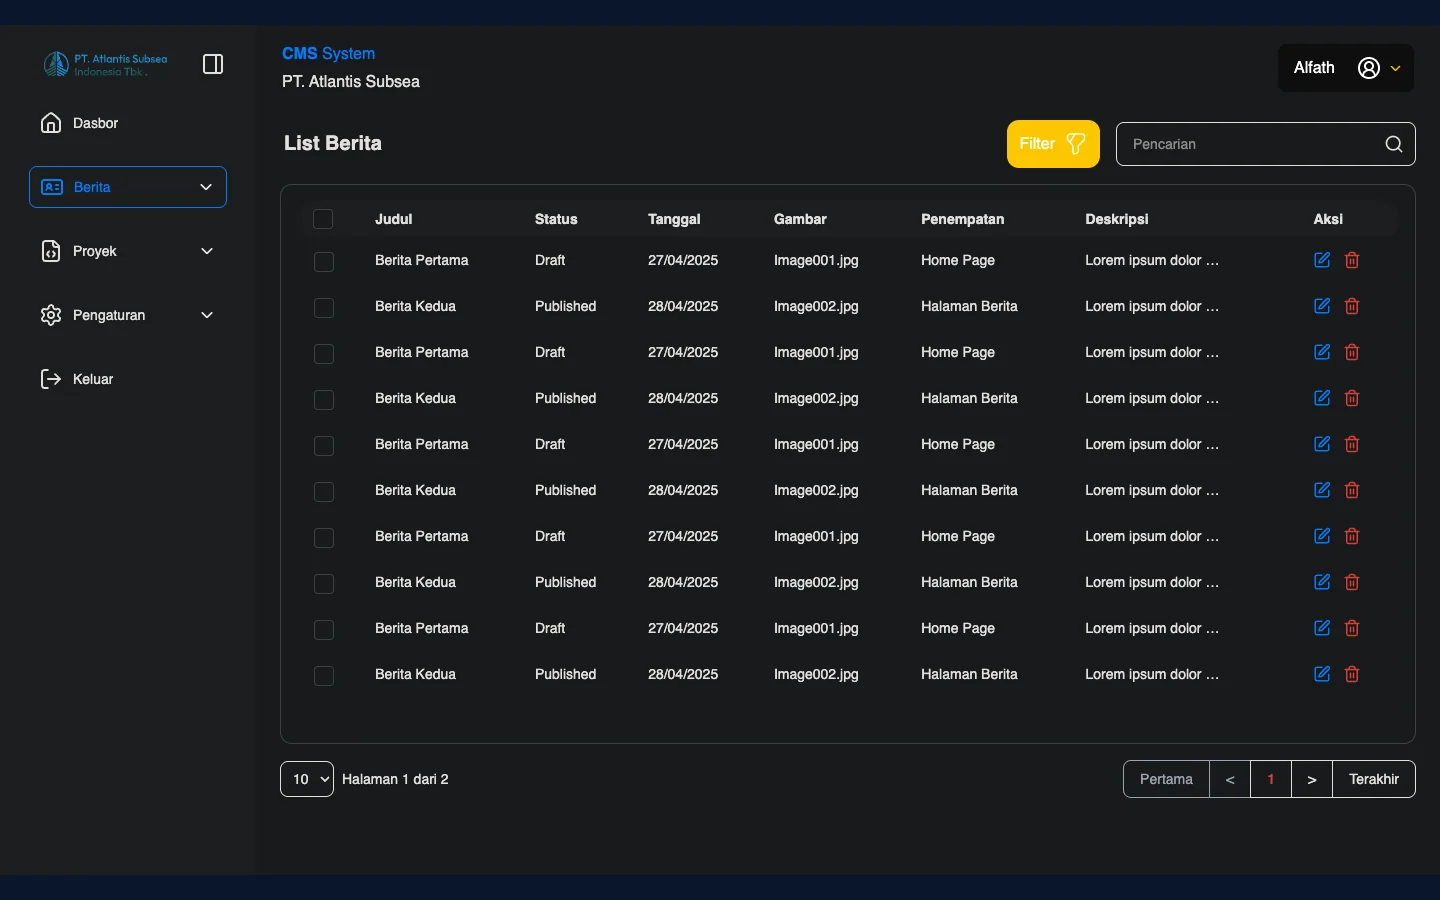 PT. Atlantis Subsea
Indonesia Tbk .
Dasbor
Berita
Proyek
Pengaturan
Keluar
CMS System
PT. Atlantis Subsea
Alfath
List Berita
Filter
Pencarian
Judul Status Tanggal Gambar Penempatan Deskripsi Aksi
Berita Pertama Draft 27/04/2025 Image001.jpg Home Page Lorem ipsum dolor ...
Berita Kedua Published 28/04/2025 Image002.jpg Halaman Berita Lorem ipsum dolor ...
Berita Pertama Draft 27/04/2025 Image001.jpg Home Page Lorem ipsum dolor ...
Berita Kedua Published 28/04/2025 Image002.jpg Halaman Berita Lorem ipsum dolor ...
Berita Pertama Draft 27/04/2025 Image001.jpg Home Page Lorem ipsum dolor ...
Berita Kedua Published 28/04/2025 Image002.jpg Halaman Berita Lorem ipsum dolor ...
Berita Pertama Draft 27/04/2025 Image001.jpg Home Page Lorem ipsum dolor ...
Berita Kedua Published 28/04/2025 Image002.jpg Halaman Berita Lorem ipsum dolor ...
Berita Pertama Draft 27/04/2025 Image001.jpg Home Page Lorem ipsum dolor ...
Berita Kedua Published 28/04/2025 Image002.jpg Halaman Berita Lorem ipsum dolor ...
10 Halaman 1 dari 2
Pertama < 1 > Terakhir